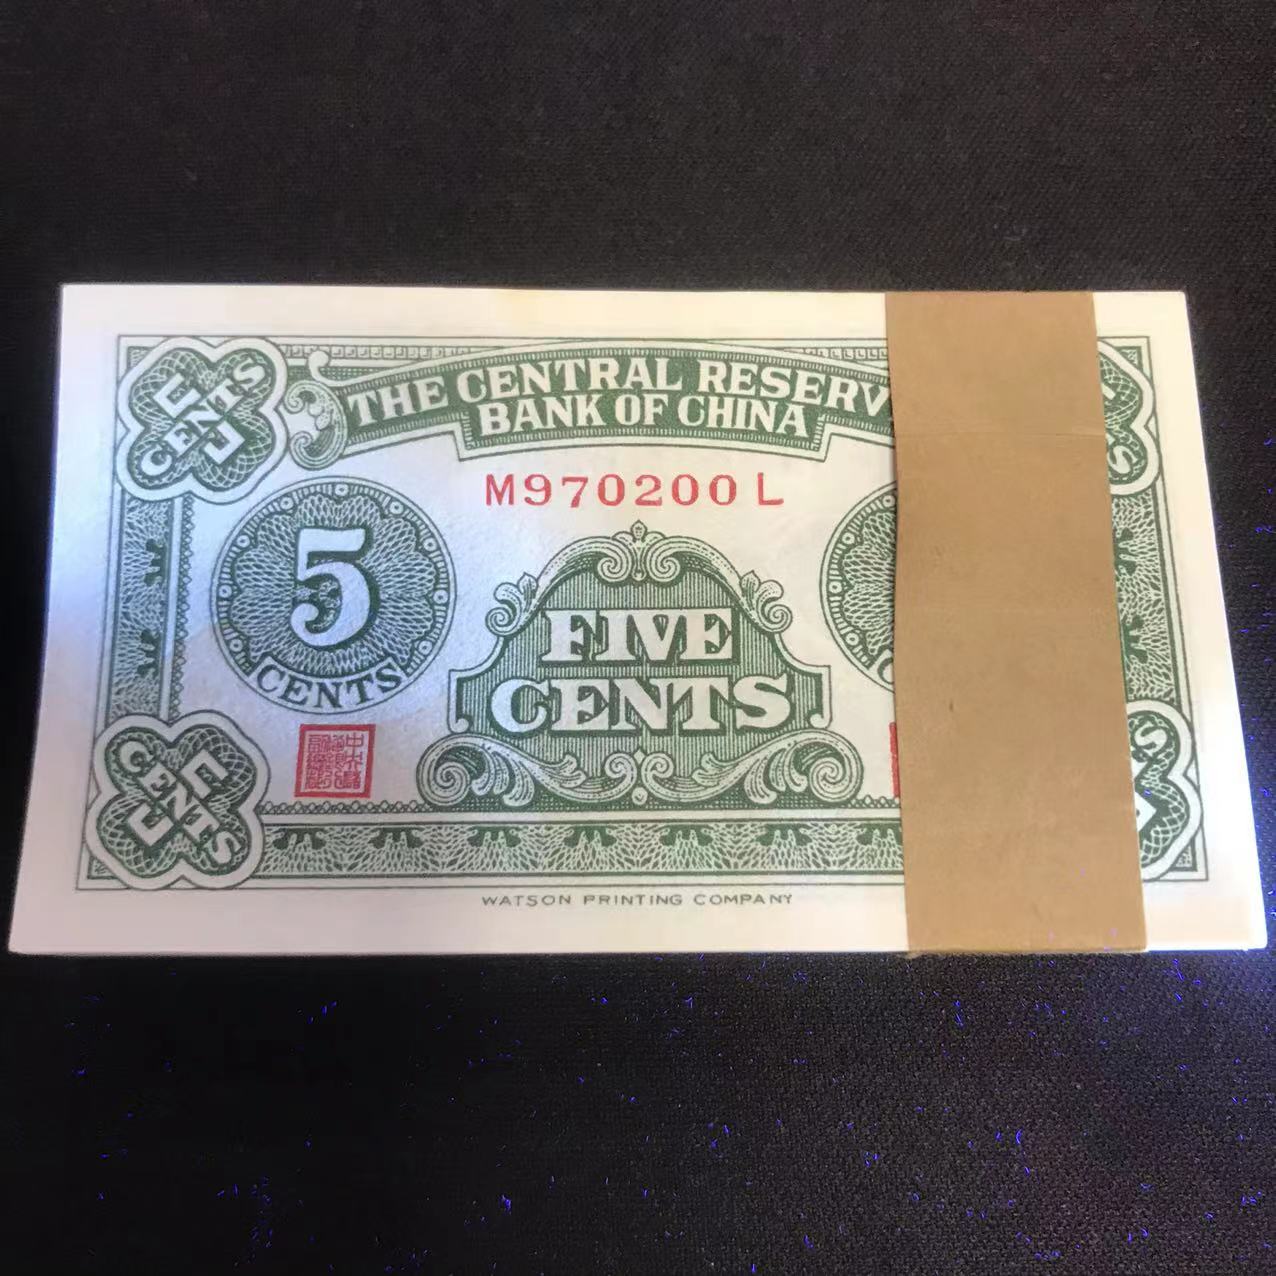 THE CENTRAL RESERV
BANK OF CHINA
M970200L
CENTS
5
CENTS
FIVE
CENTS
CENTS
WATSON PRINTING COMPANY